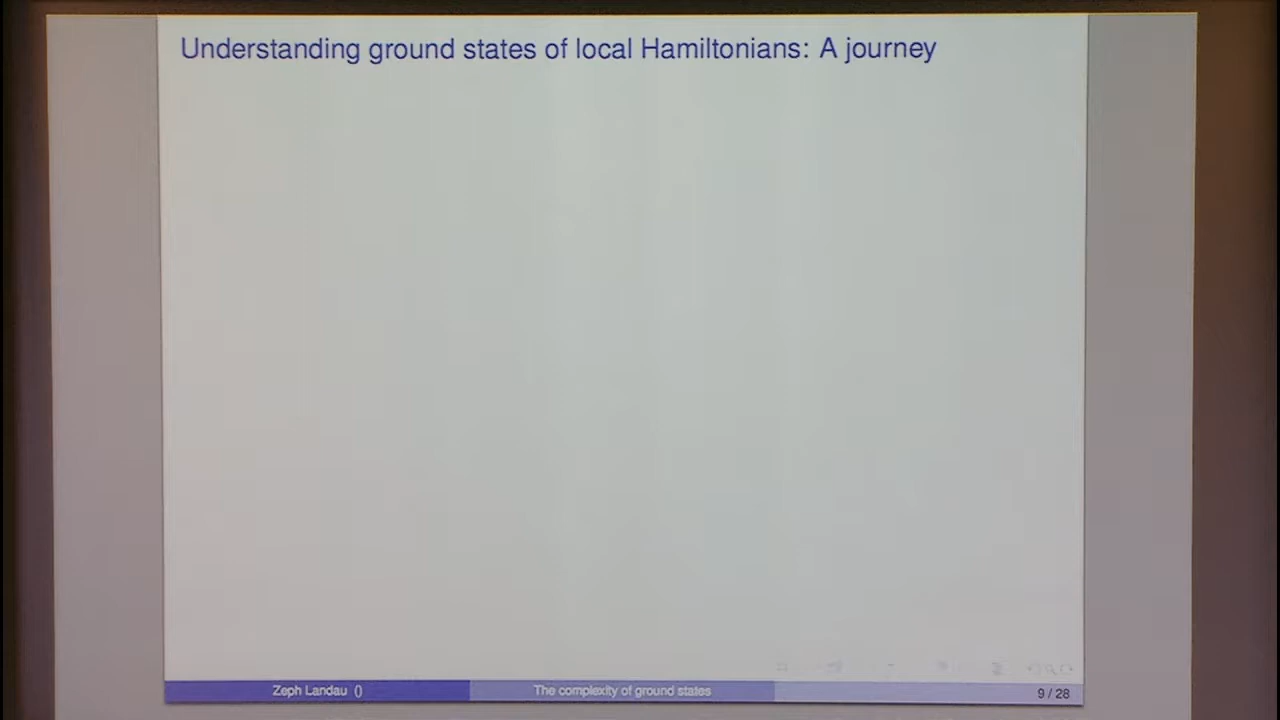 Understanding ground states of local Hamiltonians: A journey
Zeph Landau ()
The complexity of ground states
9 / 28